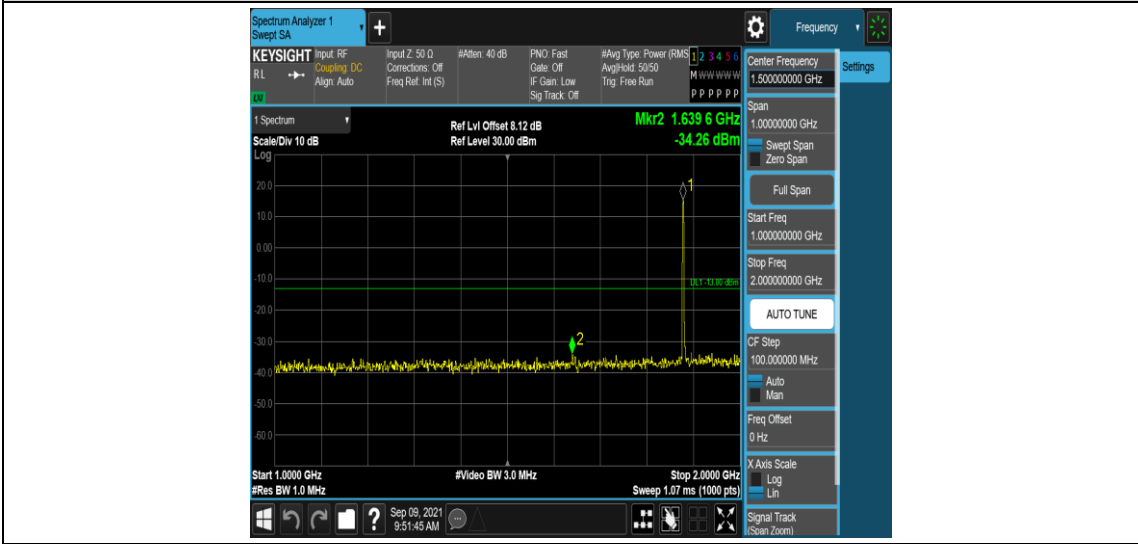 Spectrum Analyzer 1
Swept SA
+
Frequency
KEYSIGHT
RL
LNI
Input: RF
Coupling: DC
Align: Auto
Input Z: 50 Ω
Corrections: Off
Freq Ref: Int (S)
#Atten: 40 dB
PNO: Fast
Gate: Off
IF Gain: Low
Sig Track: Off
#Avg Type: Power (RMS
Avg|Hold: 50/50
Trig: Free Run
1 2 3 4 5 6
M W W W W W
P P P P P P
1 Spectrum
Scale/Div 10 dB
Log
Ref Lvl Offset 8.12 dB
Ref Level 30.00 dBm
Mkr2 1.639 6 GHz
-34.26 dBm
20.0
10.0
0.00
-10.0
-20.0
-30.0
-40.0
-50.0
-60.0
1
DL1 -13.00 dBm
2
Start 1.0000 GHz
#Res BW 1.0 MHz
#Video BW 3.0 MHz
Stop 2.0000 GHz
Sweep 1.07 ms (1000 pts)
?
Sep 09, 2021
9:51:45 AM
Center Frequency
1.500000000 GHz
Settings
Span
1.00000000 GHz
Swept Span
Zero Span
Full Span
Start Freq
1.000000000 GHz
Stop Freq
2.000000000 GHz
AUTO TUNE
CF Step
100.000000 MHz
Auto
Man
Freq Offset
0 Hz
X Axis Scale
Log
Lin
Signal Track
(Span Zoom)